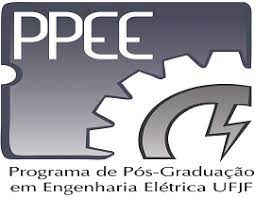 PPEE
Programa de Pós-Graduação
em Engenharia Elétrica UFJF